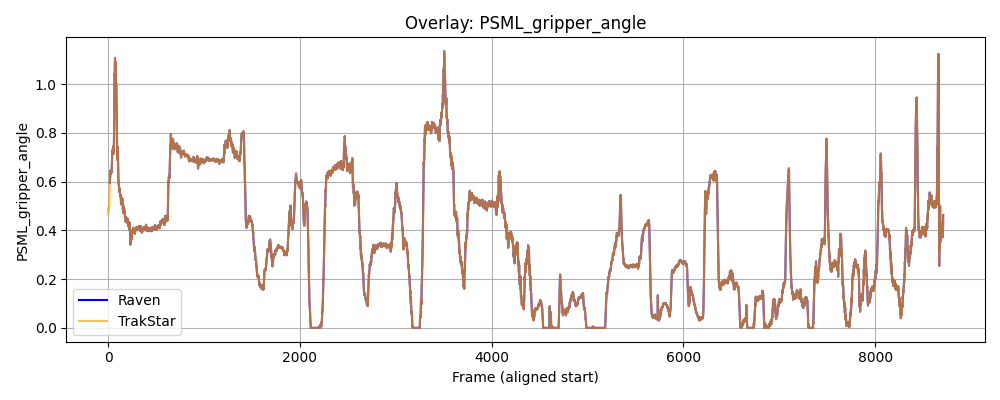 Overlay: PSML_gripper_angle
PSML_gripper_angle
1.0
0.8
0.6
0.4
0.2
0.0
Raven
TrakStar
0 2000 4000 6000 8000
Frame (aligned start)